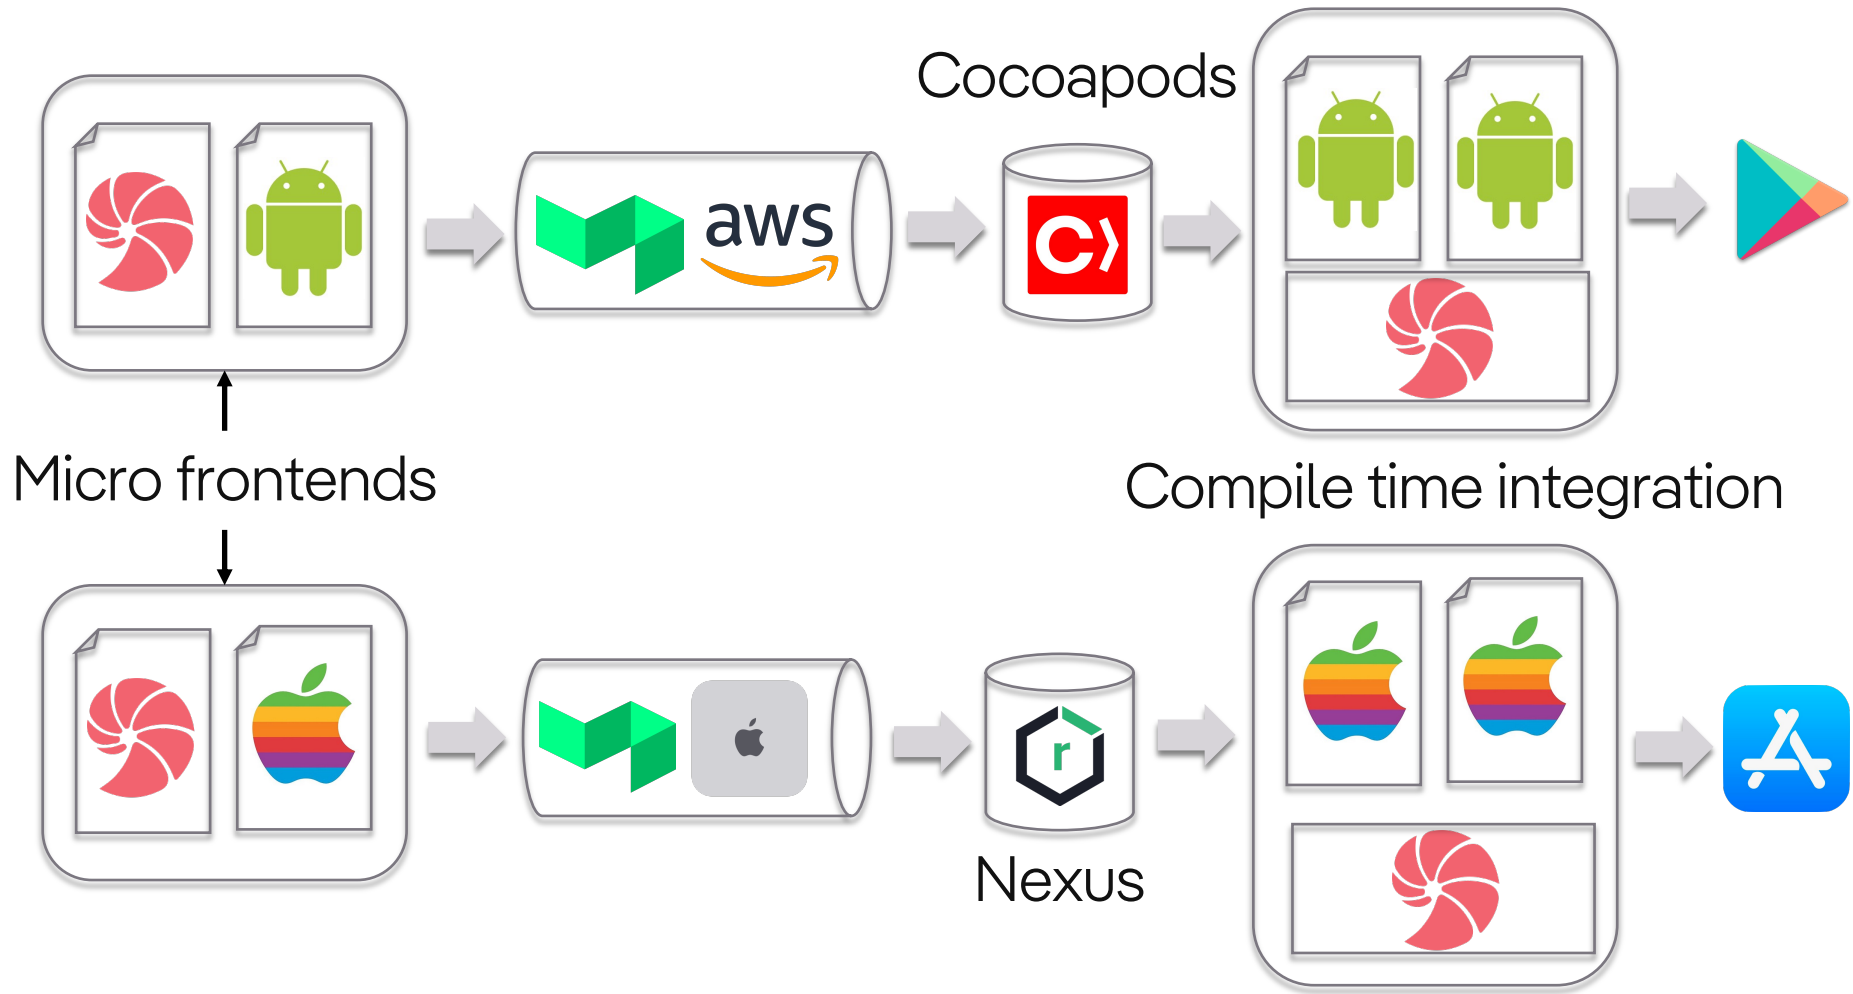 Cocoapods
aws
Micro frontends
Compile time integration
r
Nexus